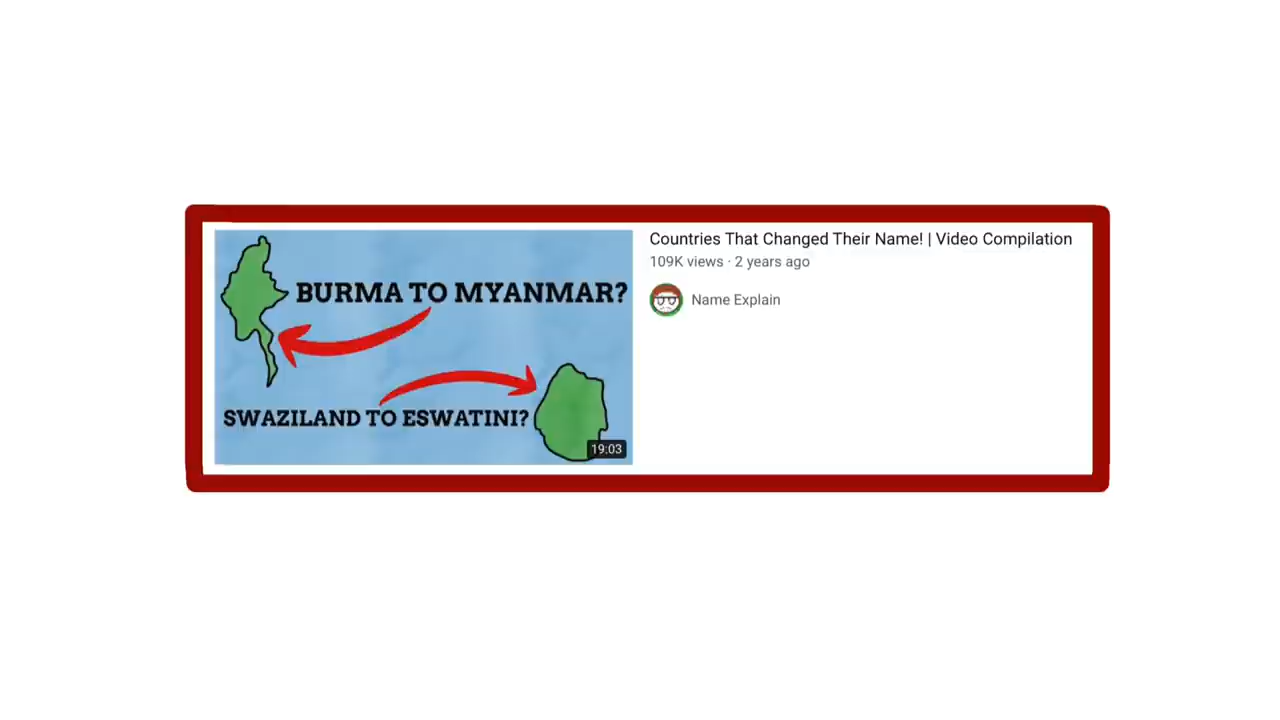 BURMA TO MYANMAR?
SWAZILAND TO ESWATINI?
19:03
Countries That Changed Their Name! | Video Compilation
109K views · 2 years ago
Name Explain